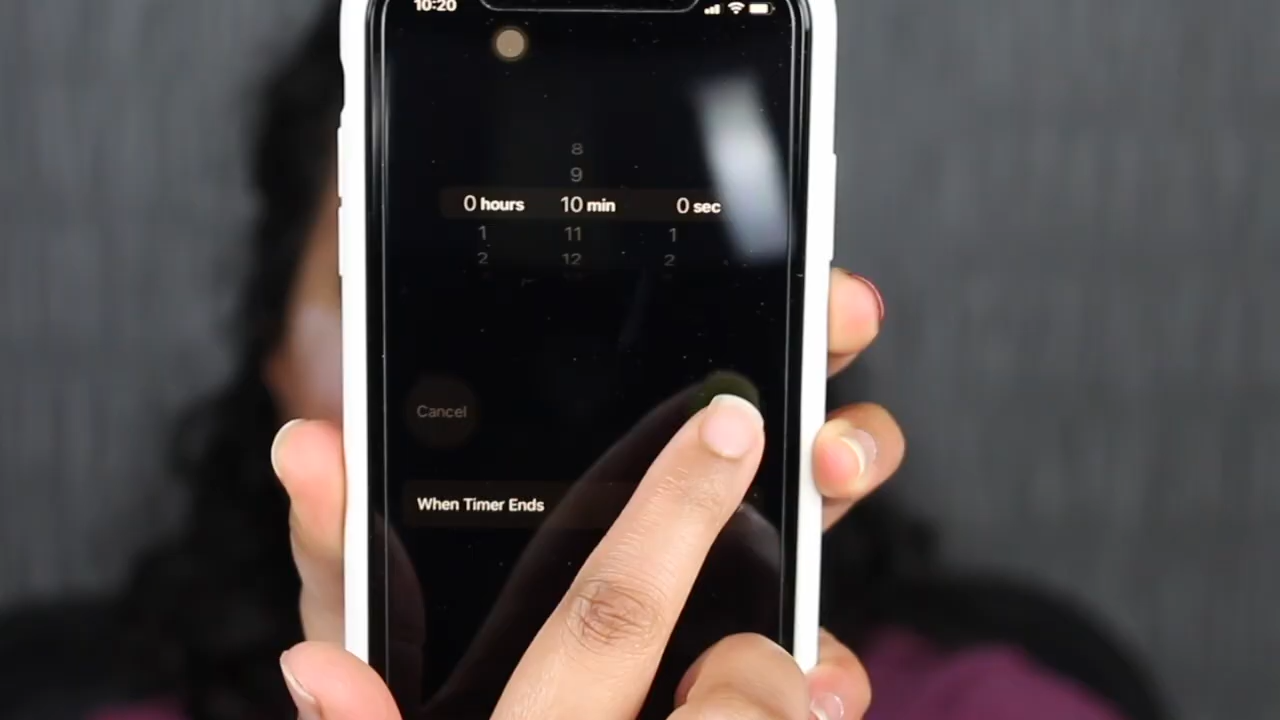 10:20
8
9
0 hours 10 min 0 sec
1 11 1
2 12 2
Cancel
When Timer Ends